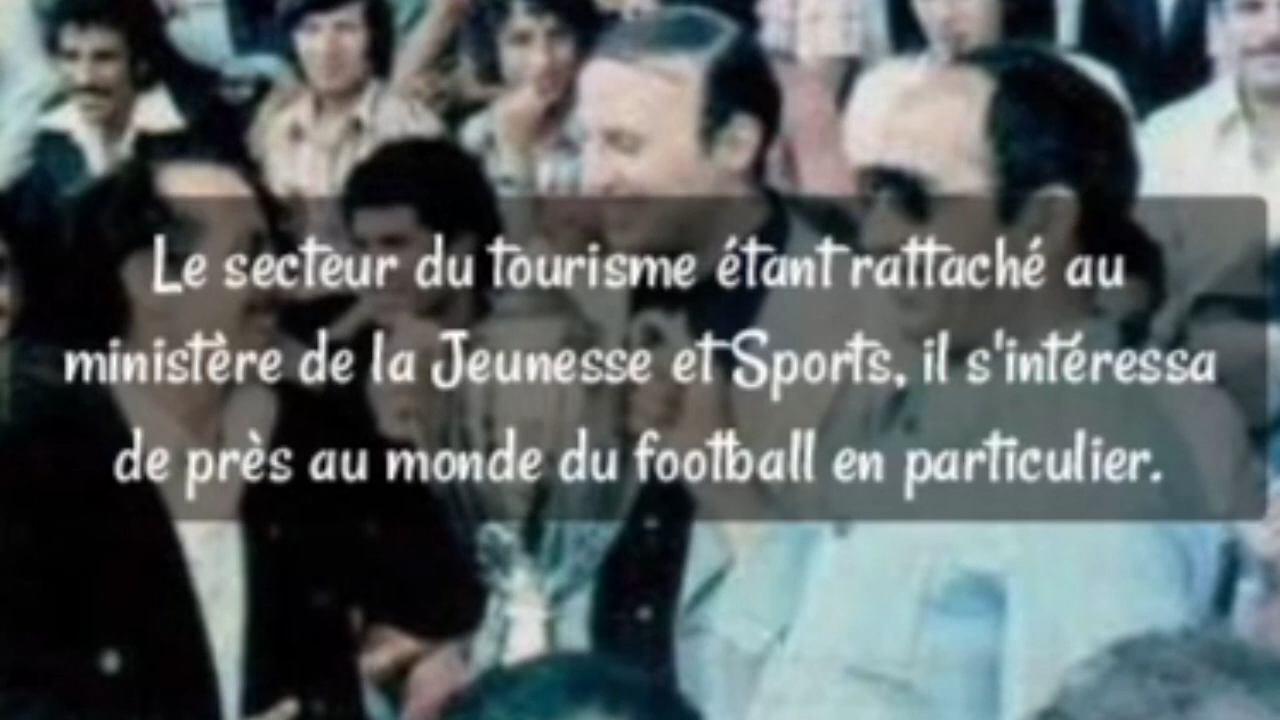 Le secteur du tourisme étant rattaché au
ministère de la Jeunesse et Sports, il s'intéressa
de près au monde du football en particulier.